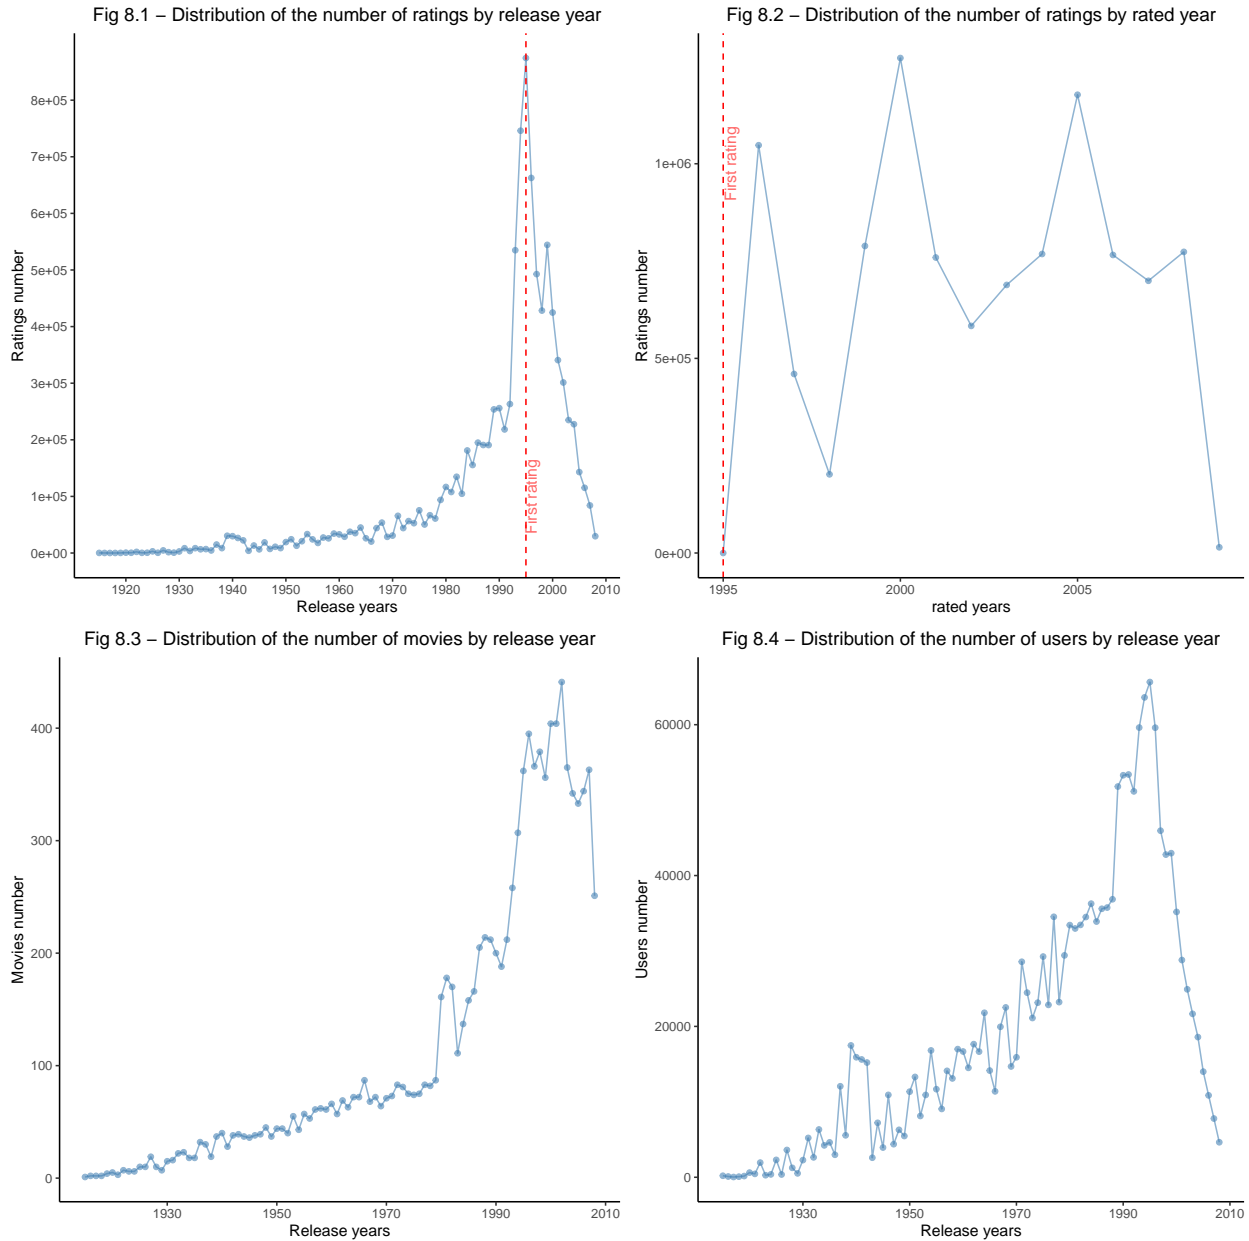 Fig 8.1 – Distribution of the number of ratings by release year
Ratings number
8e+05
7e+05
6e+05
5e+05
4e+05
3e+05
2e+05
1e+05
0e+00
First rating
1920 1930 1940 1950 1960 1970 1980 1990 2000 2010
Release years
Fig 8.2 – Distribution of the number of ratings by rated year
Ratings number
1e+06
5e+05
0e+00
First rating
1995 2000 2005
rated years
Fig 8.3 – Distribution of the number of movies by release year
Movies number
400
300
200
100
0
1930 1950 1970 1990 2010
Release years
Fig 8.4 – Distribution of the number of users by release year
Users number
60000
40000
20000
0
1930 1950 1970 1990 2010
Release years